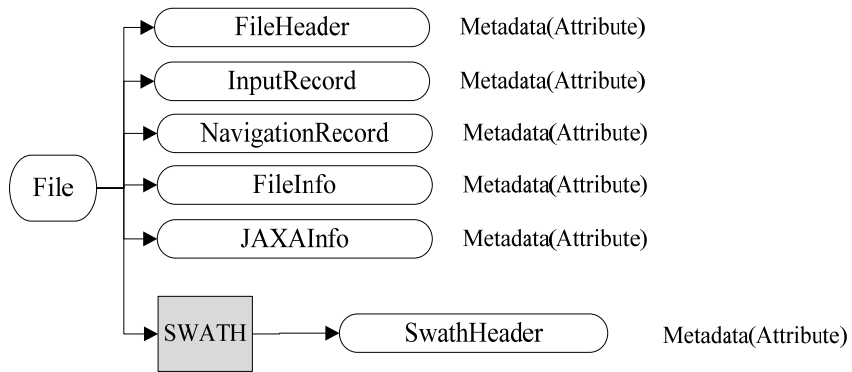 FileHeader Metadata(Attribute)
InputRecord Metadata(Attribute)
NavigationRecord Metadata(Attribute)
File
FileInfo Metadata(Attribute)
JAXAInfo Metadata(Attribute)
SWATH SwathHeader Metadata(Attribute)